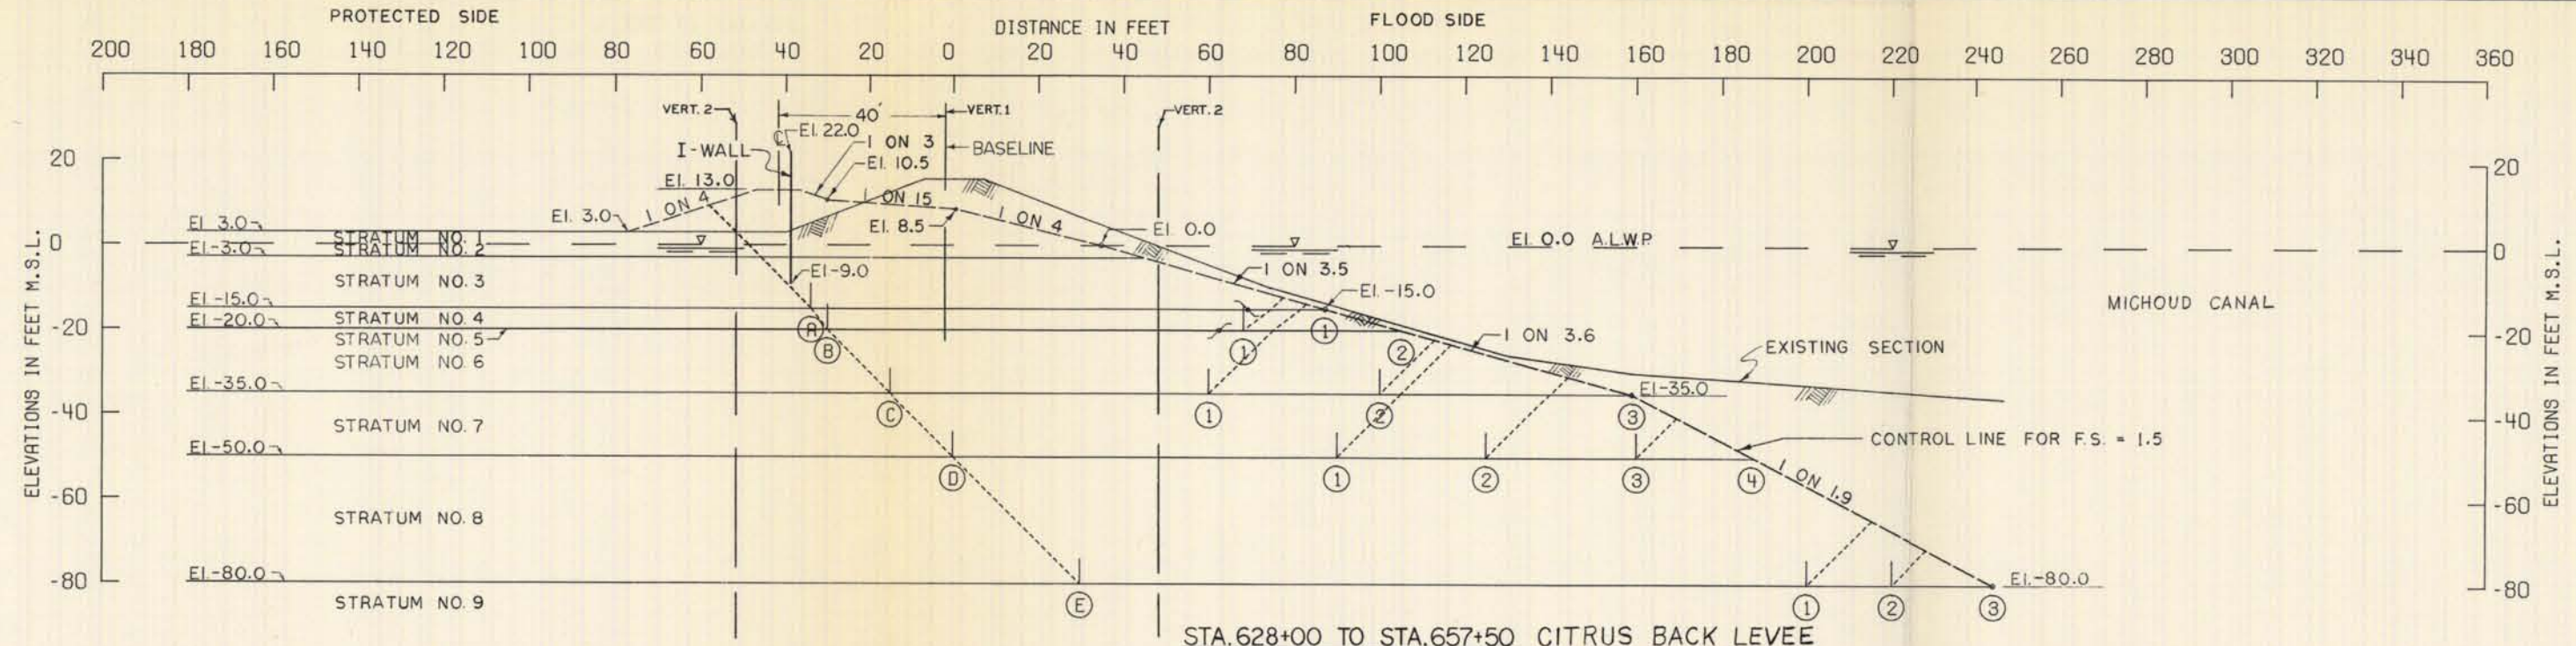 PROTECTED SIDE
DISTANCE IN FEET
FLOOD SIDE
200 180 160 140 120 100 80 60 40 20 0 20 40 60 80 100 120 140 160 180 200 220 240 260 280 300 320 340 360
VERT. 2
40'
VERT.1
VERT. 2
℄
El. 22.0
1 ON 3
I-WALL
BASELINE
El. 10.5
20
20
El. 13.0
1 ON 4
1 ON 15
El. 3.0
El. 8.5
1 ON 4
El. 0.0
El 3.0
STRATUM NO. 1
0
El. 0.0 A.L.W.P.
0
El-3.0
STRATUM NO. 2
STRATUM NO. 3
El-9.0
1 ON 3.5
El.-15.0
El.-15.0
MICHOUD CANAL
STRATUM NO. 4
-20
El.-20.0
A
1
-20
STRATUM NO. 5
B
1
2
1 ON 3.6
EXISTING SECTION
STRATUM NO. 6
El.-35.0
El-35.0
-40
C
1
2
3
-40
STRATUM NO. 7
CONTROL LINE FOR F.S. = 1.5
El.-50.0
D
1
2
3
4
1 ON 1.9
-60
-60
STRATUM NO. 8
-80
El.-80.0
El.-80.0
-80
STRATUM NO. 9
E
1
2
3
STA. 628+00 TO STA. 657+50 CITRUS BACK LEVEE
ELEVATIONS IN FEET M.S.L.
ELEVATIONS IN FEET M.S.L.